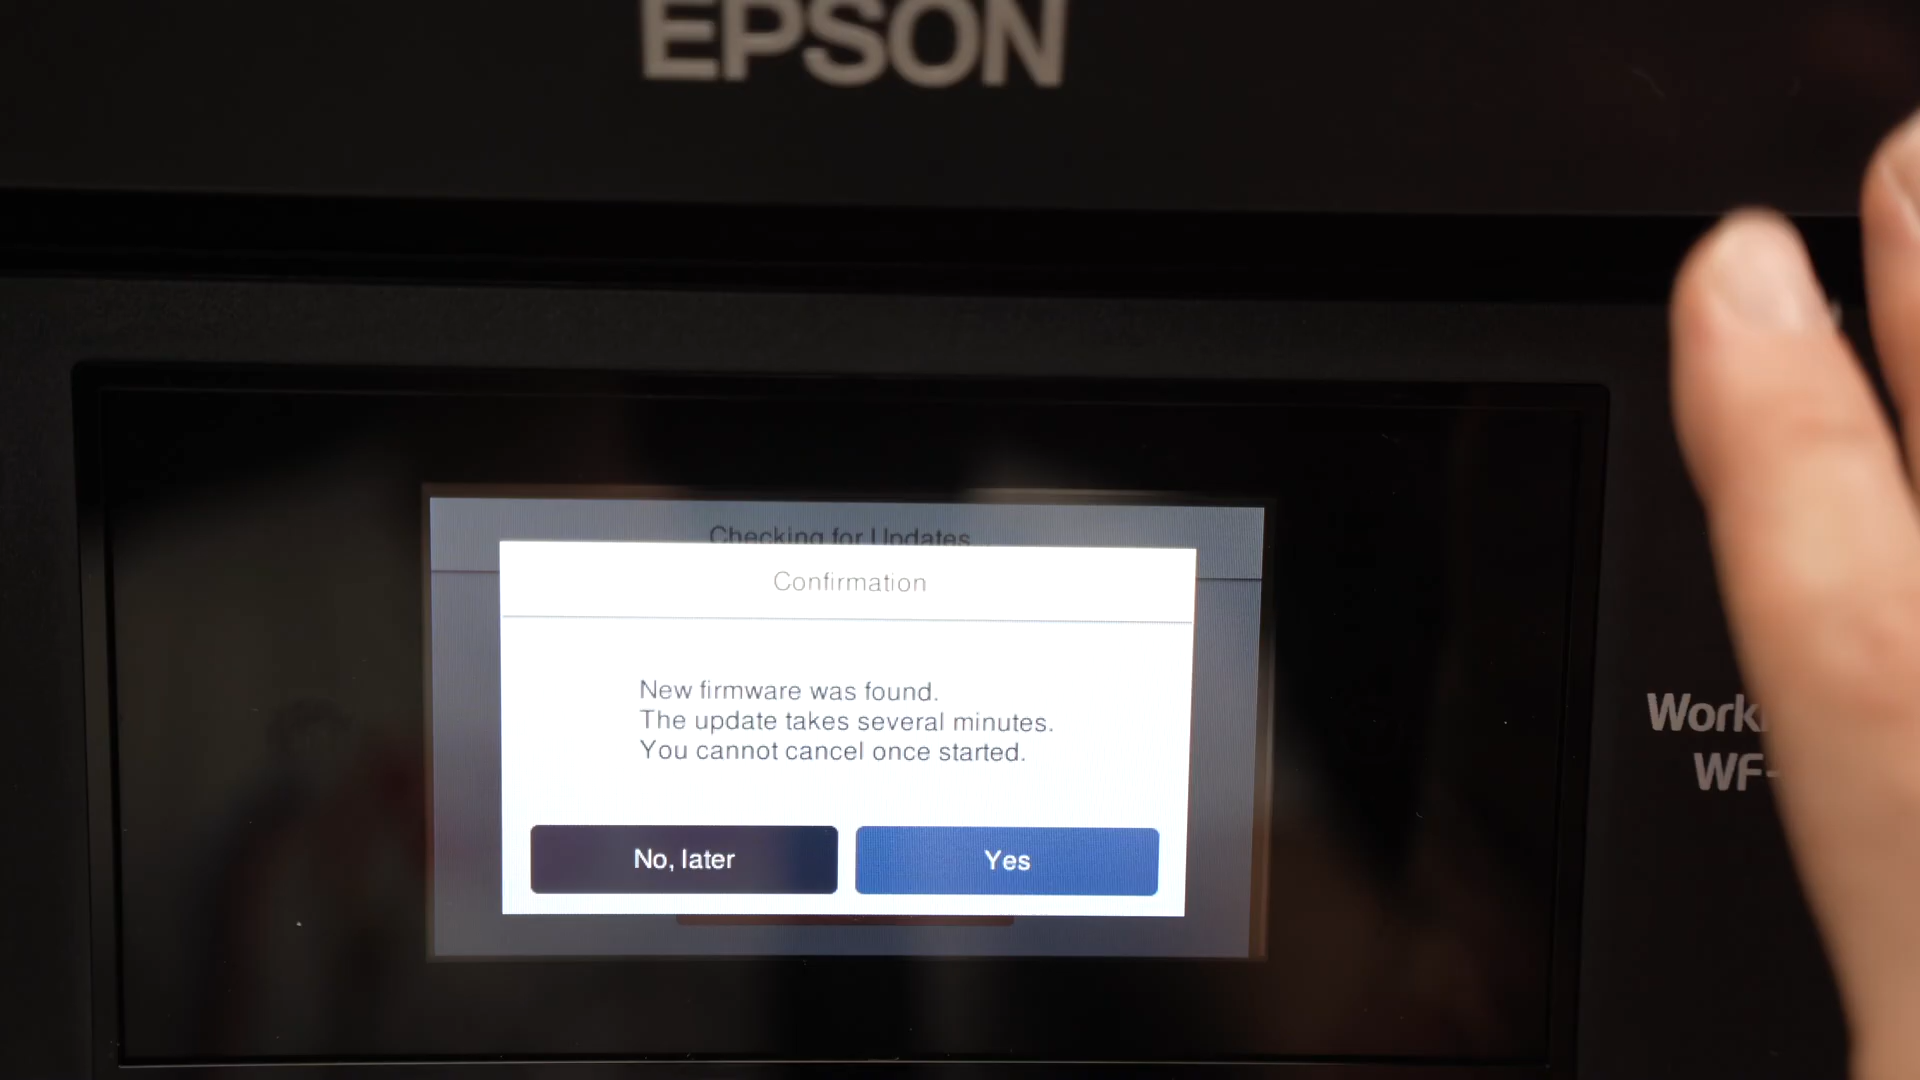 EPSON
Checking for Updates...
Confirmation
New firmware was found.
The update takes several minutes.
You cannot cancel once started.
No, later
Yes
WF-